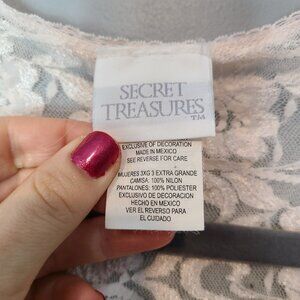 SECRET
TREASURES
TM
EXCLUSIVE OF DECORATION
MADE IN MEXICO
SEE REVERSE FOR CARE
MUJERES 3XG 3 EXTRA GRANDE
CAMISA: 100% NILON
PANTALONES: 100% POLIESTER
EXCLUSIVO DE DECORACION
HECHO EN MEXICO
VER EL REVERSO PARA
EL CUIDADO